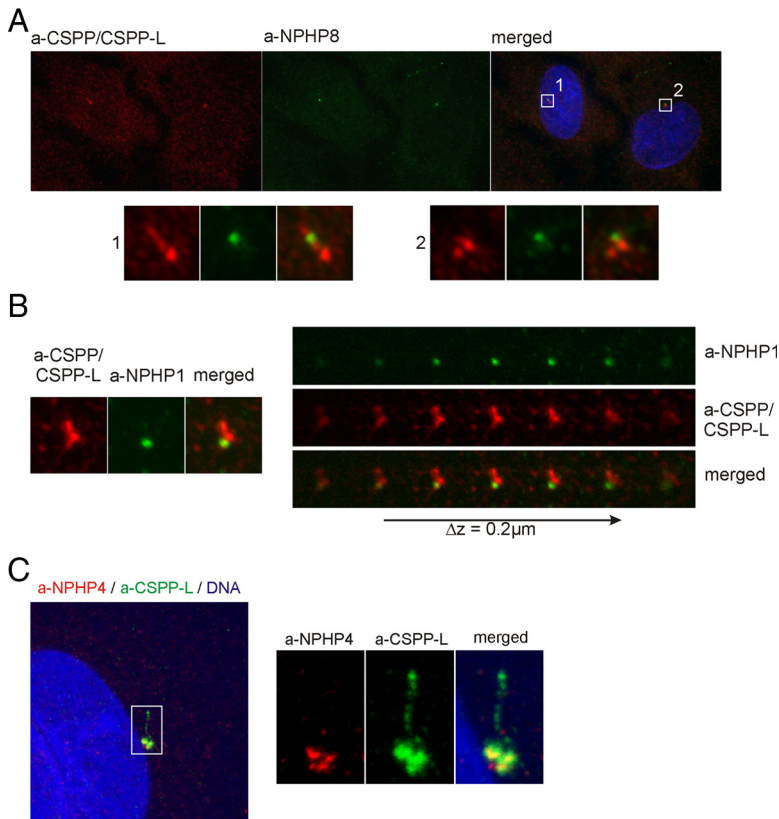 A
a-CSPP/CSPP-L a-NPHP8 merged
1
2
1
2
B
a-CSPP/
CSPP-L a-NPHP1 merged
a-NPHP1
a-CSPP/
CSPP-L
merged
Δz = 0.2µm
C
a-NPHP4 / a-CSPP-L / DNA
a-NPHP4 a-CSPP-L merged